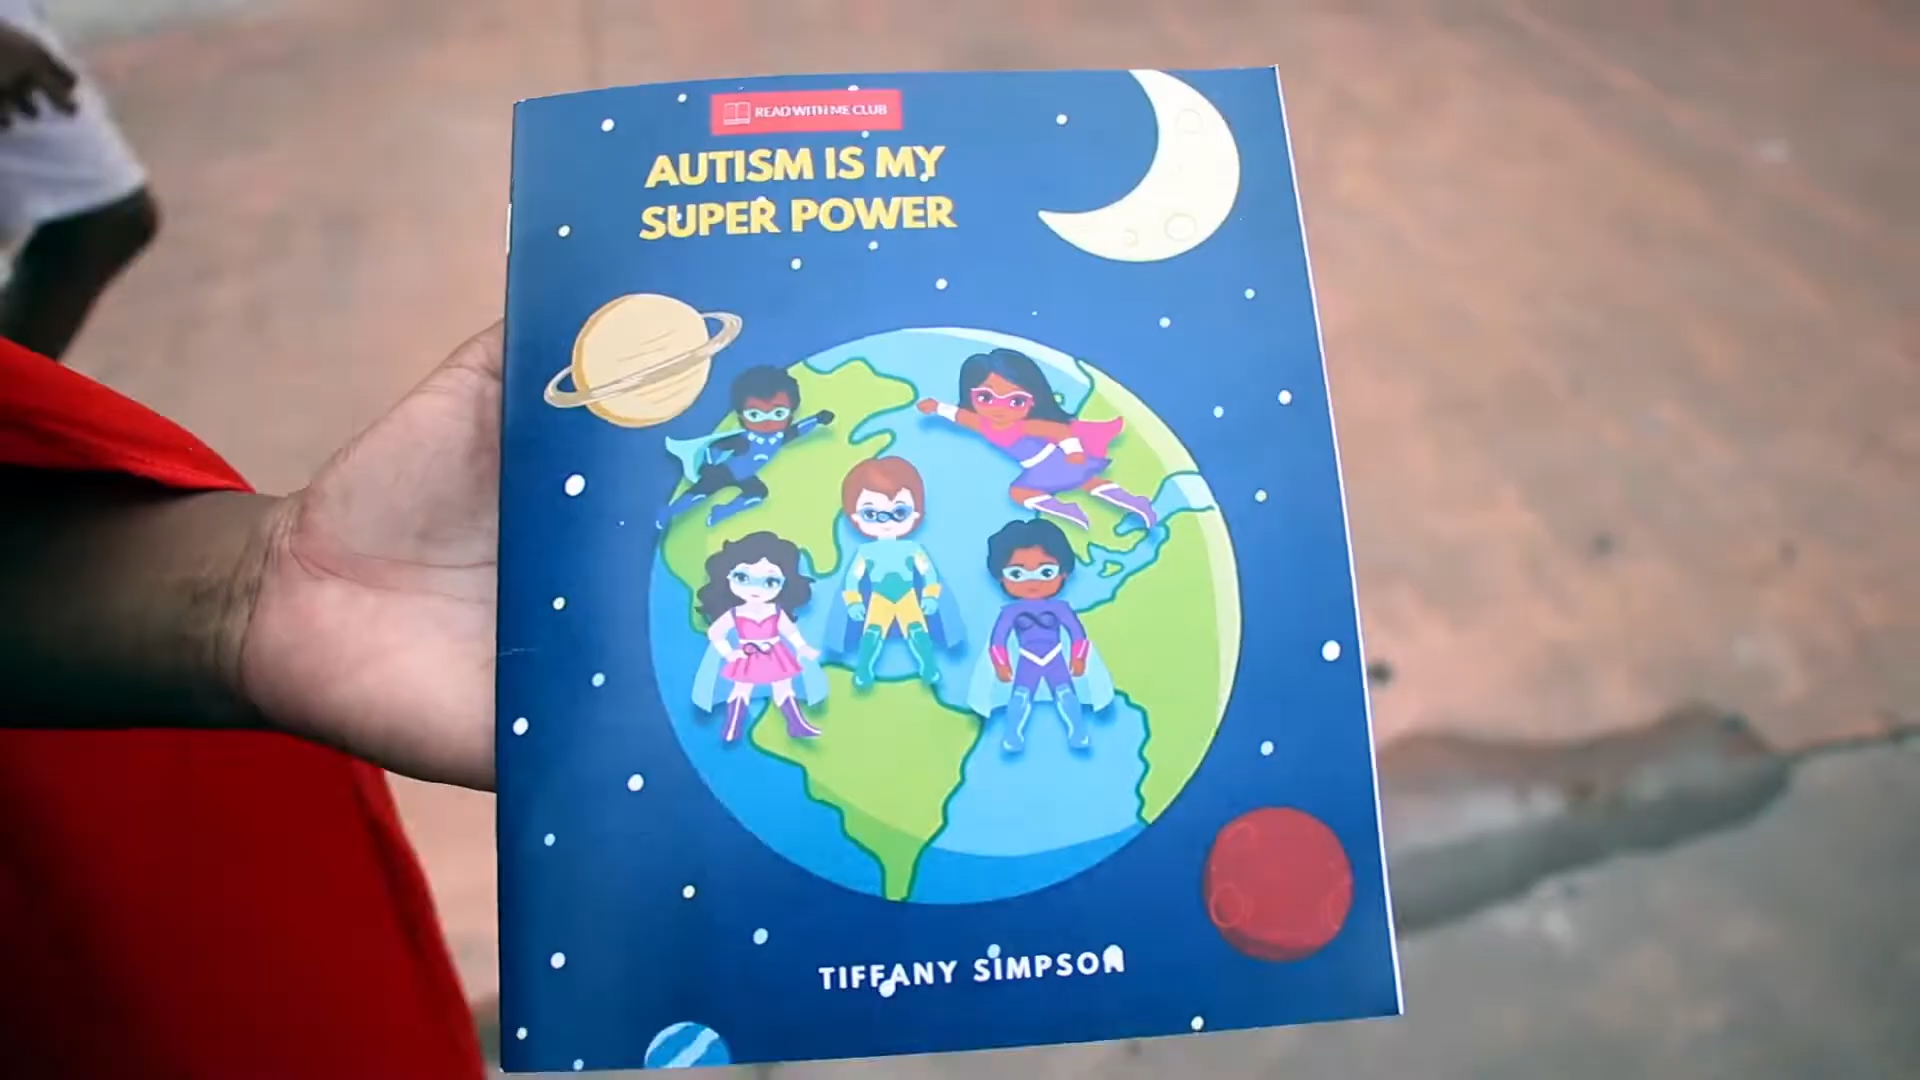 READ WITH ME CLUB
AUTISM IS MY
SUPER POWER
TIFFANY SIMPSON